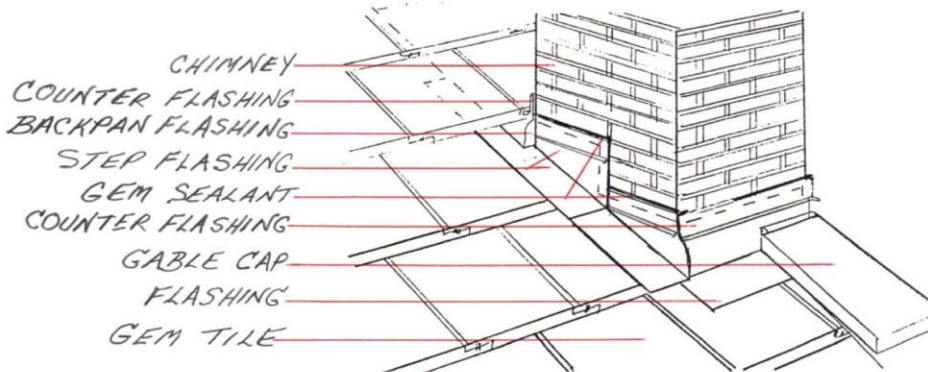 CHIMNEY
COUNTER FLASHING
BACKPAN FLASHING
STEP FLASHING
GEM SEALANT
COUNTER FLASHING
GABLE CAP
FLASHING
GEM TILE